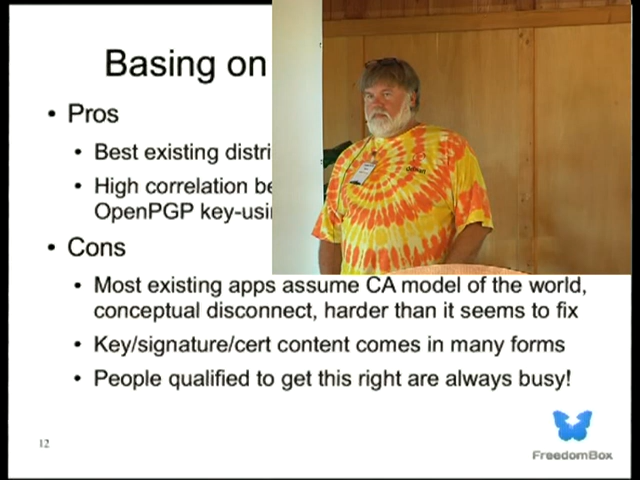 Basing on
• Pros
• Best existing distri
• High correlation be
OpenPGP key-usi
• Cons
• Most existing apps assume CA model of the world,
conceptual disconnect, harder than it seems to fix
• Key/signature/cert content comes in many forms
• People qualified to get this right are always busy!
12
FreedomBox